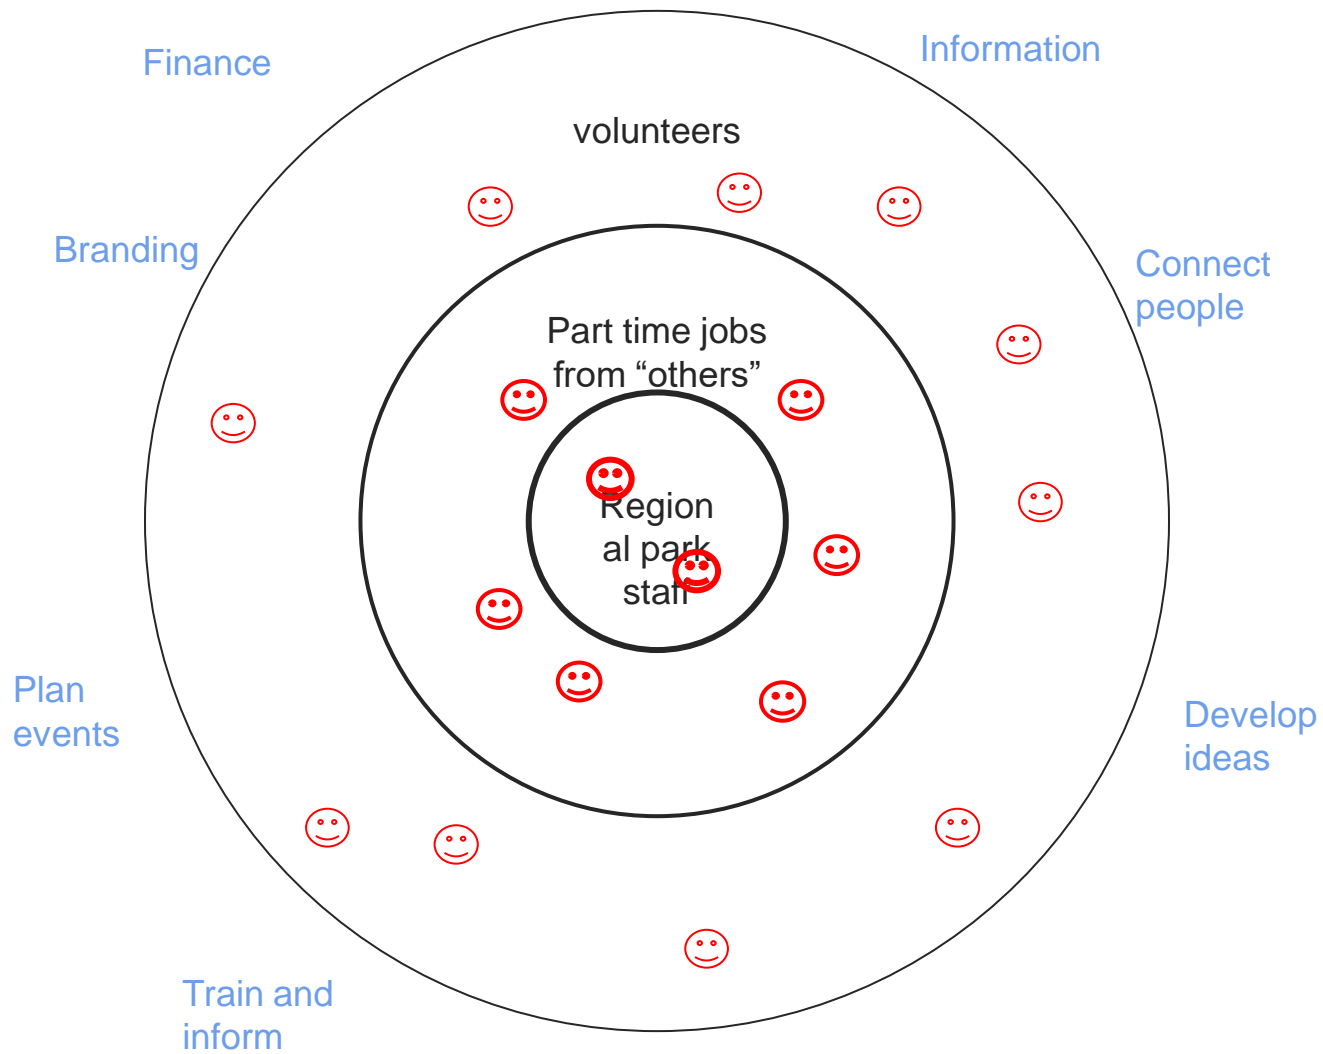 Finance
Information
volunteers
Branding
Connect
people
Part time jobs
from “others”
Region
al park
staff
Plan
events
Develop
ideas
Train and
inform